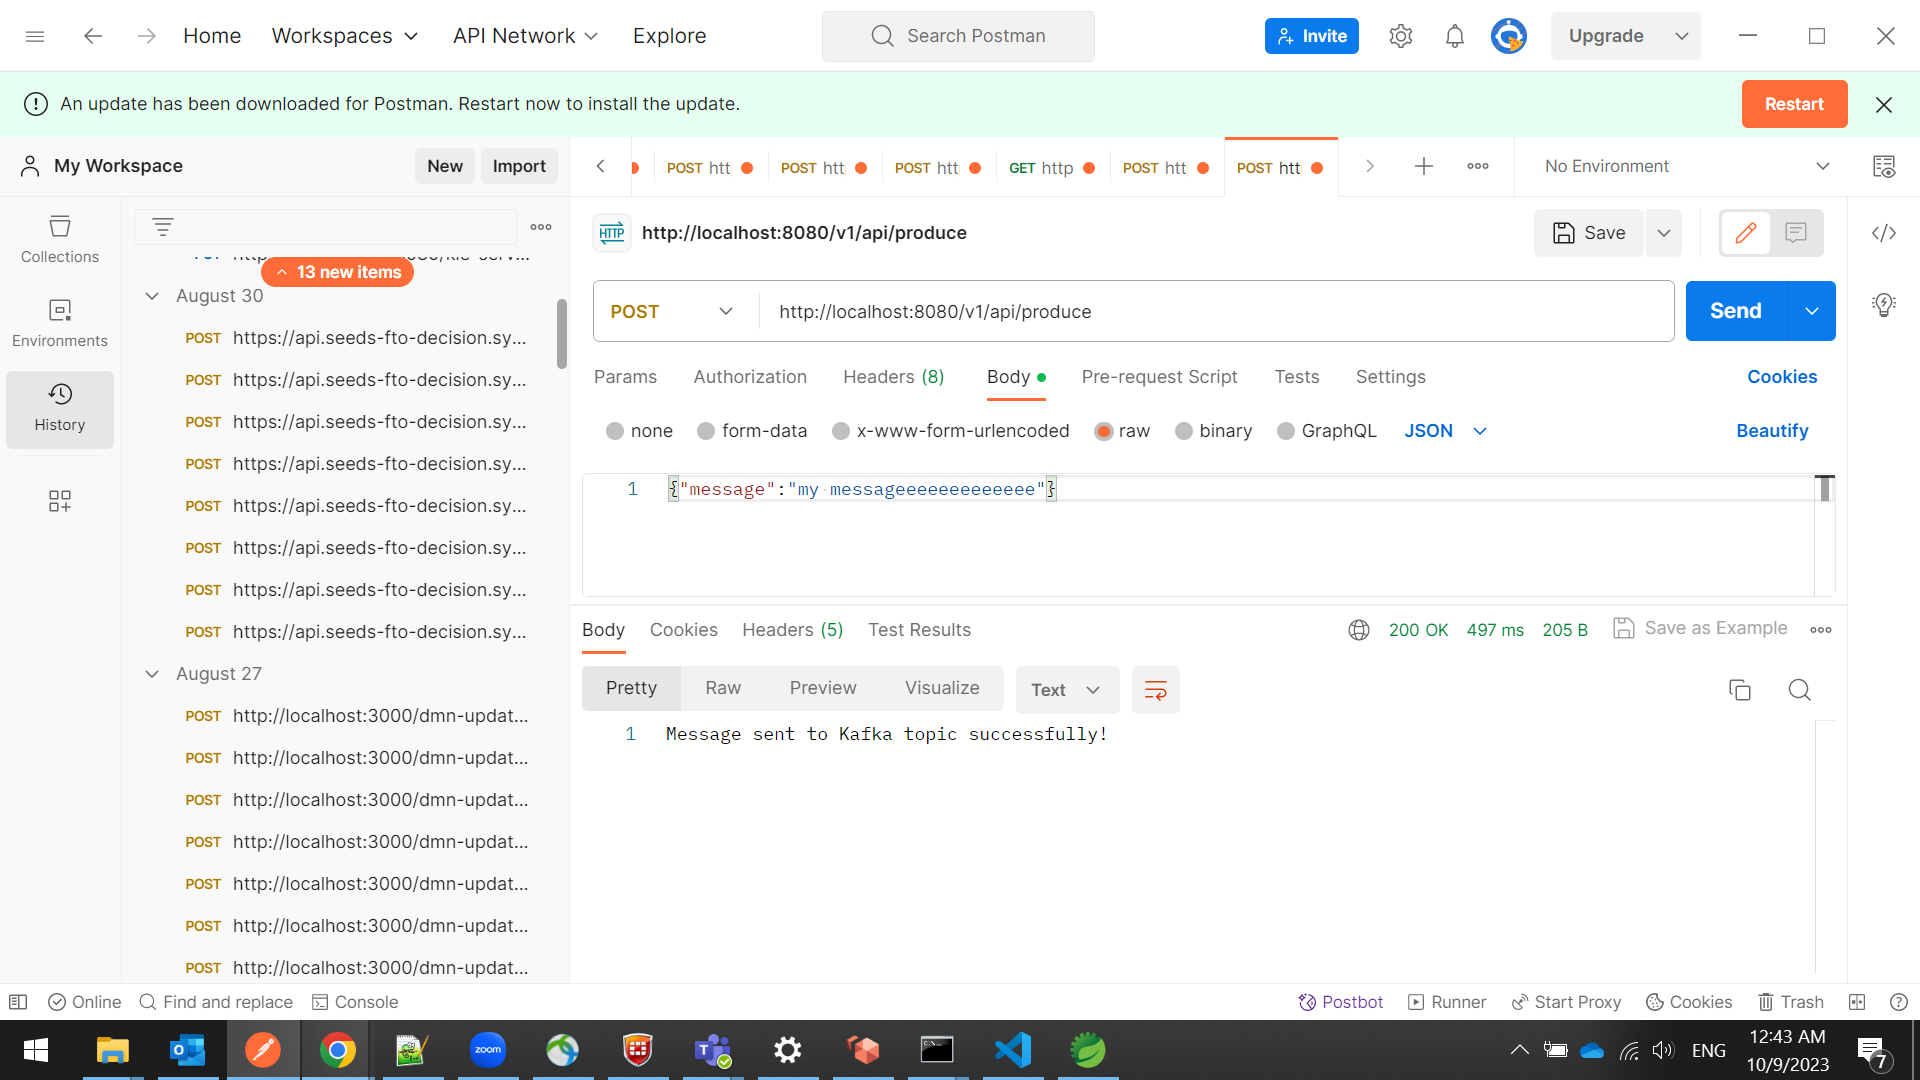 Home Workspaces API Network Explore Search Postman Invite Upgrade
An update has been downloaded for Postman. Restart now to install the update. Restart
My Workspace New Import POST htt POST htt POST htt GET http POST htt POST htt No Environment
Collections
Environments
History
13 new items
August 30
POST https://api.seeds-fto-decision.sy...
POST https://api.seeds-fto-decision.sy...
POST https://api.seeds-fto-decision.sy...
POST https://api.seeds-fto-decision.sy...
POST https://api.seeds-fto-decision.sy...
POST https://api.seeds-fto-decision.sy...
POST https://api.seeds-fto-decision.sy...
POST https://api.seeds-fto-decision.sy...
August 27
POST http://localhost:3000/dmn-updat...
POST http://localhost:3000/dmn-updat...
POST http://localhost:3000/dmn-updat...
POST http://localhost:3000/dmn-updat...
POST http://localhost:3000/dmn-updat...
POST http://localhost:3000/dmn-updat...
POST http://localhost:3000/dmn-updat...
HTTP http://localhost:8080/v1/api/produce Save
POST http://localhost:8080/v1/api/produce Send
Params Authorization Headers (8) Body Pre-request Script Tests Settings Cookies
none form-data x-www-form-urlencoded raw binary GraphQL JSON Beautify
1 {"message":"my messageeeeeeeeeeeee"}
Body Cookies Headers (5) Test Results 200 OK 497 ms 205 B Save as Example
Pretty Raw Preview Visualize Text
1 Message sent to Kafka topic successfully!
Online Find and replace Console Postbot Runner Start Proxy Cookies Trash
zoom ENG 12:43 AM
10/9/2023 7